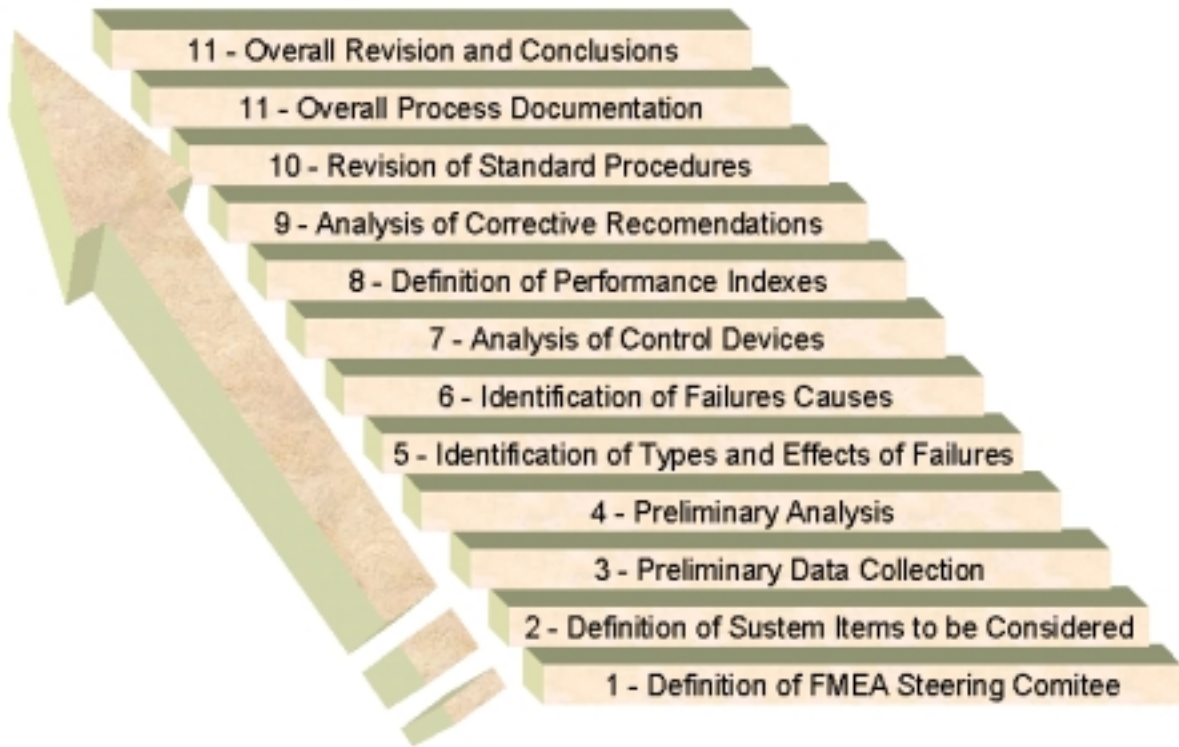 11 - Overall Revision and Conclusions
11 - Overall Process Documentation
10 - Revision of Standard Procedures
9 - Analysis of Corrective Recomendations
8 - Definition of Performance Indexes
7 - Analysis of Control Devices
6 - Identification of Failures Causes
5 - Identification of Types and Effects of Failures
4 - Preliminary Analysis
3 - Preliminary Data Collection
2 - Definition of Sustem Items to be Considered
1 - Definition of FMEA Steering Comitee